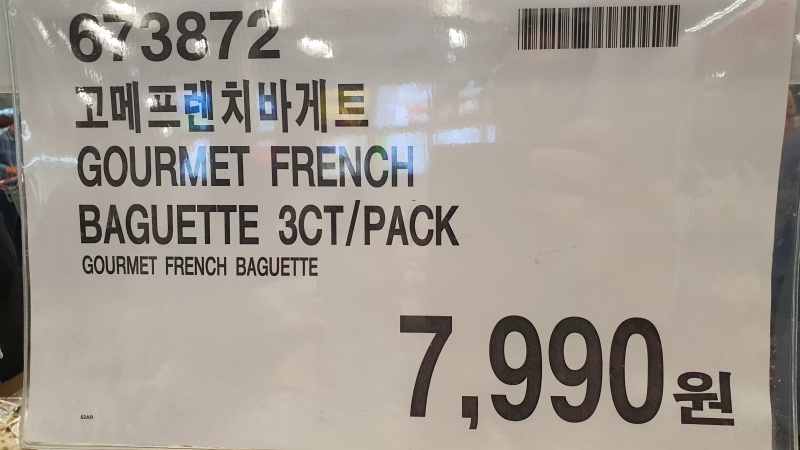 673872
고메프렌치바게트
GOURMET FRENCH
BAGUETTE 3CT/PACK
GOURMET FRENCH BAGUETTE
7,990원
62AR